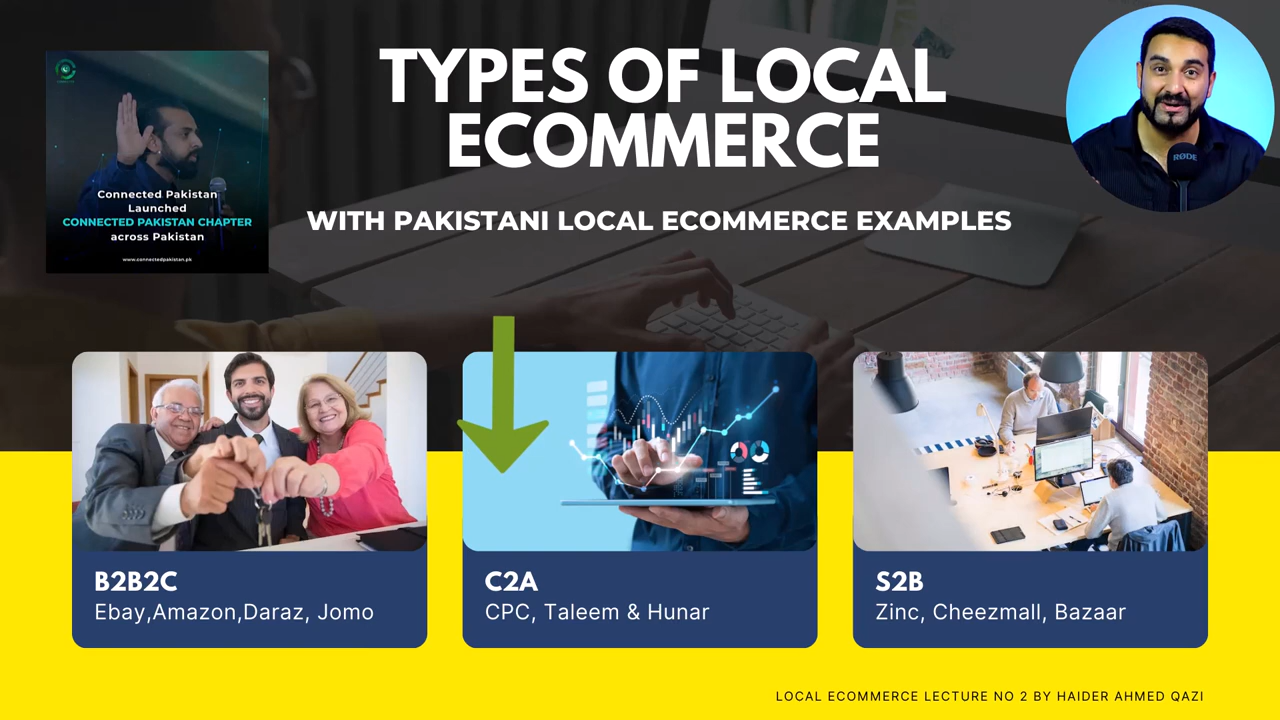 TYPES OF LOCAL
ECOMMERCE
WITH PAKISTANI LOCAL ECOMMERCE EXAMPLES
Connected Pakistan
Launched
CONNECTED PAKISTAN CHAPTER
across Pakistan
www.connectedpakistan.pk
RØDE
B2B2C
Ebay,Amazon,Daraz, Jomo
C2A
CPC, Taleem & Hunar
S2B
Zinc, Cheezmall, Bazaar
LOCAL ECOMMERCE LECTURE NO 2 BY HAIDER AHMED QAZI